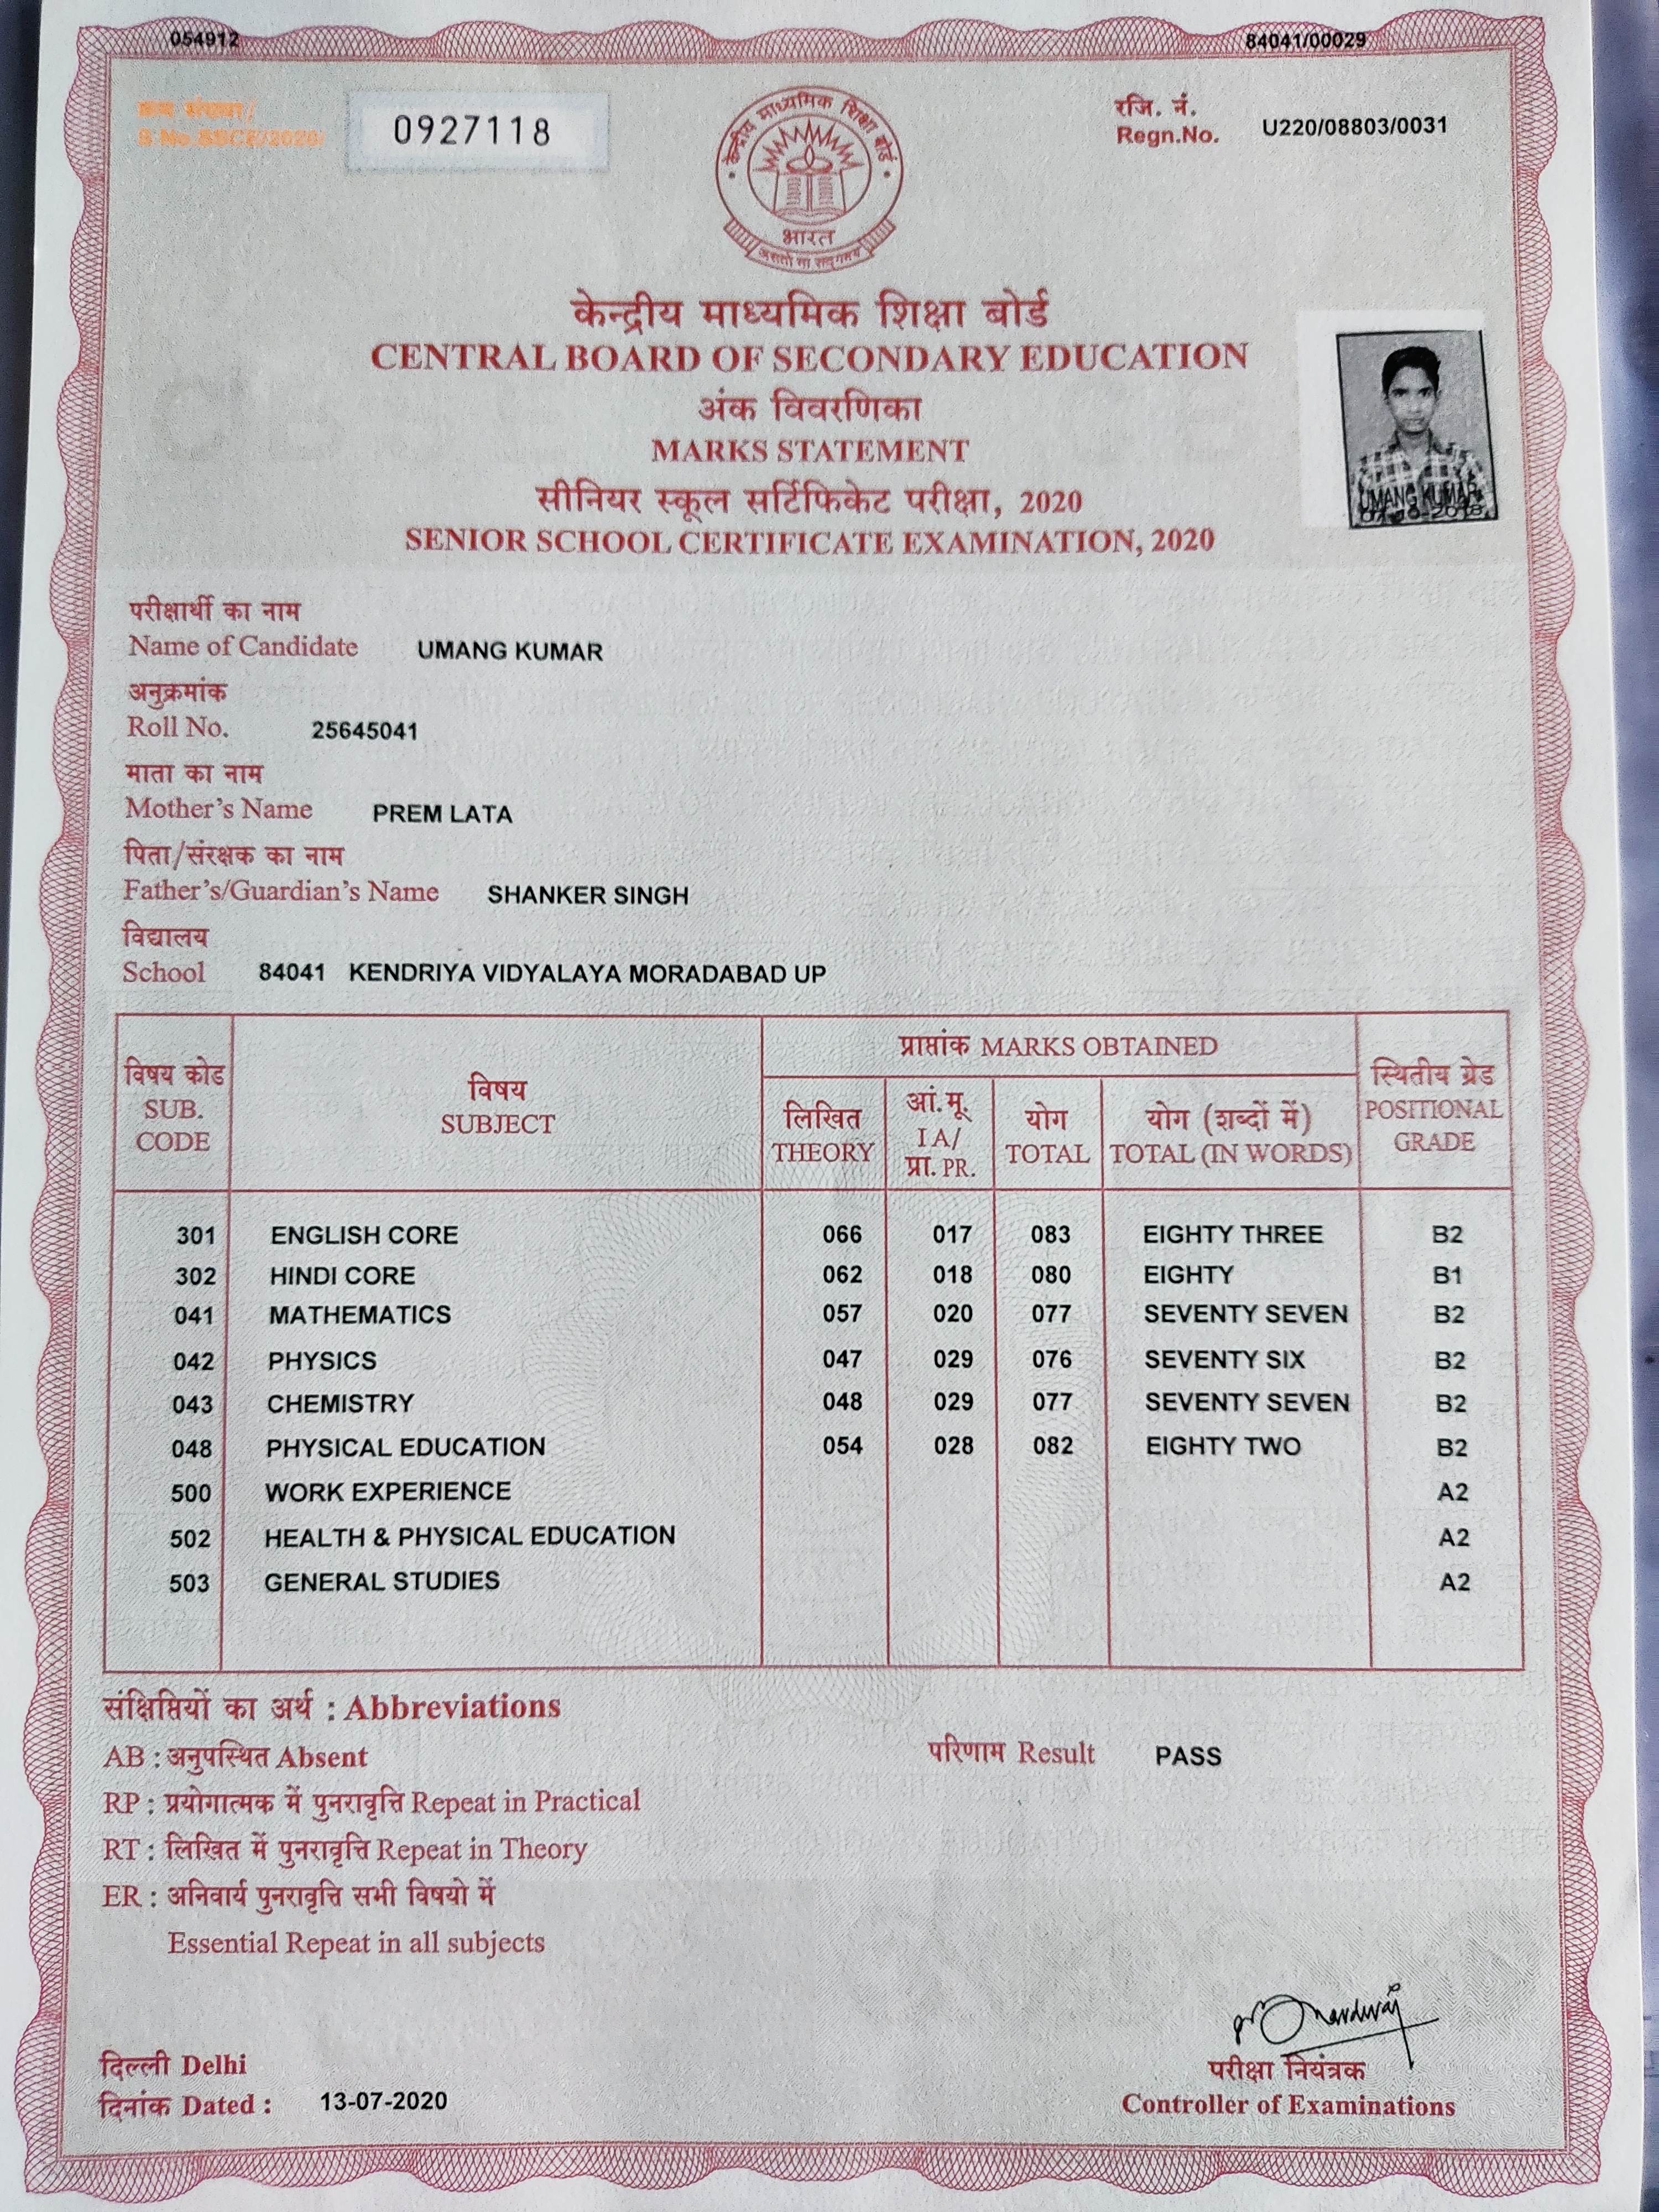 054912 84041/00029
क्रम संख्या/
S No.SSCE/2020/ 0927118
रजि. नं.
Regn.No. U220/08803/0031
केन्द्रीय माध्यमिक शिक्षा बोर्ड
भारत
असतो मा सद्गमय
केन्द्रीय माध्यमिक शिक्षा बोर्ड
CENTRAL BOARD OF SECONDARY EDUCATION
अंक विवरणिका
MARKS STATEMENT
सीनियर स्कूल सर्टिफिकेट परीक्षा, 2020
SENIOR SCHOOL CERTIFICATE EXAMINATION, 2020
UMANG KUMAR
परीक्षार्थी का नाम
Name of Candidate UMANG KUMAR
अनुक्रमांक
Roll No. 25645041
माता का नाम
Mother's Name PREM LATA
पिता/संरक्षक का नाम
Father's/Guardian's Name SHANKER SINGH
विद्यालय
School 84041 KENDRIYA VIDYALAYA MORADABAD UP
विषय कोड
SUB.
CODE
विषय
SUBJECT
प्राप्तांक MARKS OBTAINED
लिखित
THEORY
आं.मू.
I A/
प्रा. PR.
योग
TOTAL
योग (शब्दों में)
TOTAL (IN WORDS)
स्थितीय ग्रेड
POSITIONAL
GRADE
301 ENGLISH CORE 066 017 083 EIGHTY THREE B2
302 HINDI CORE 062 018 080 EIGHTY B1
041 MATHEMATICS 057 020 077 SEVENTY SEVEN B2
042 PHYSICS 047 029 076 SEVENTY SIX B2
043 CHEMISTRY 048 029 077 SEVENTY SEVEN B2
048 PHYSICAL EDUCATION 054 028 082 EIGHTY TWO B2
500 WORK EXPERIENCE A2
502 HEALTH & PHYSICAL EDUCATION A2
503 GENERAL STUDIES A2
संक्षिप्तियों का अर्थ : Abbreviations
AB : अनुपस्थित Absent
परिणाम Result PASS
RP : प्रयोगात्मक में पुनरावृत्ति Repeat in Practical
RT : लिखित में पुनरावृत्ति Repeat in Theory
ER : अनिवार्य पुनरावृत्ति सभी विषयो में
Essential Repeat in all subjects
दिल्ली Delhi
दिनांक Dated : 13-07-2020
परीक्षा नियंत्रक
Controller of Examinations